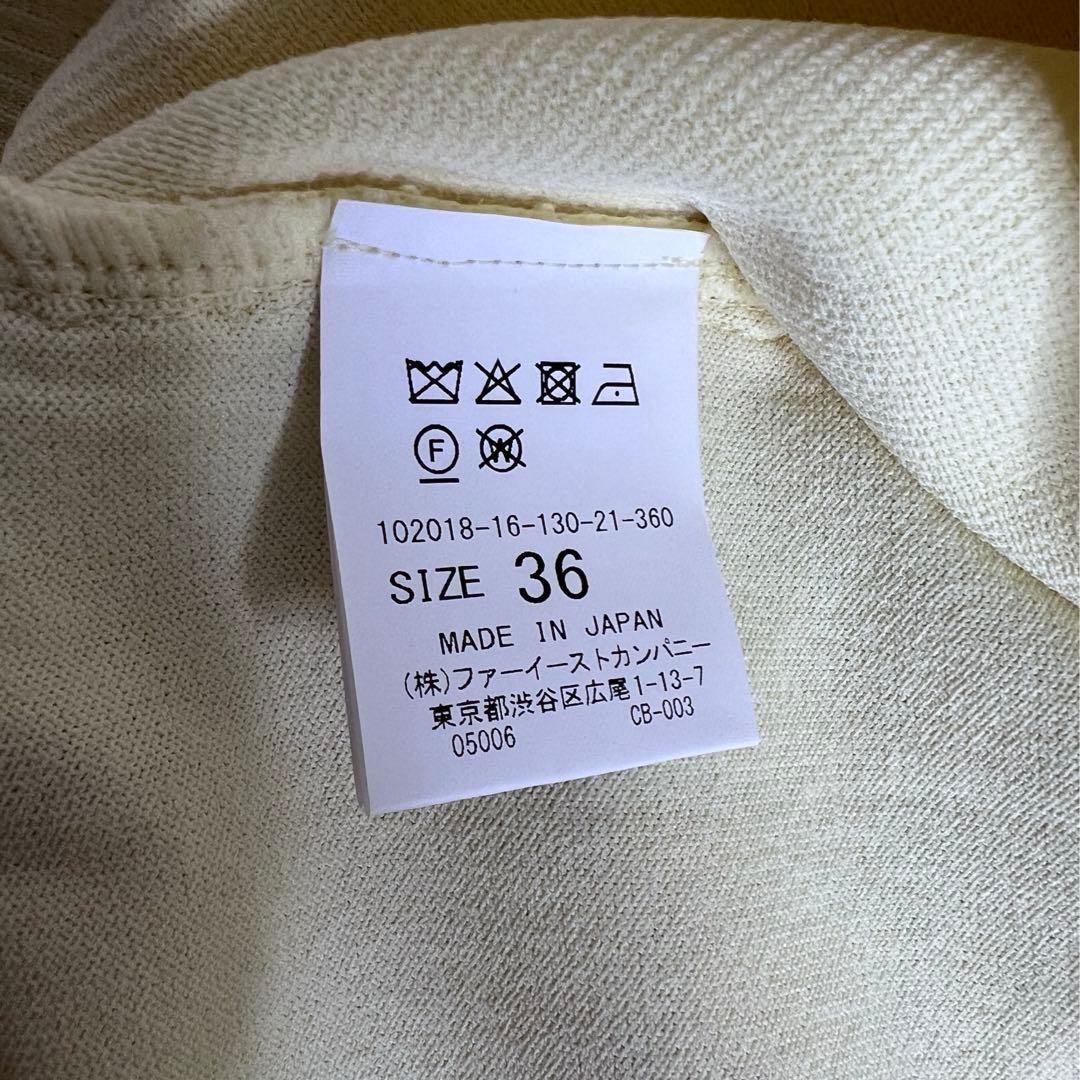 F W
102018-16-130-21-360
SIZE 36
MADE IN JAPAN
(株)ファーイーストカンパニー
東京都渋谷区広尾1-13-7
05006 CB-003